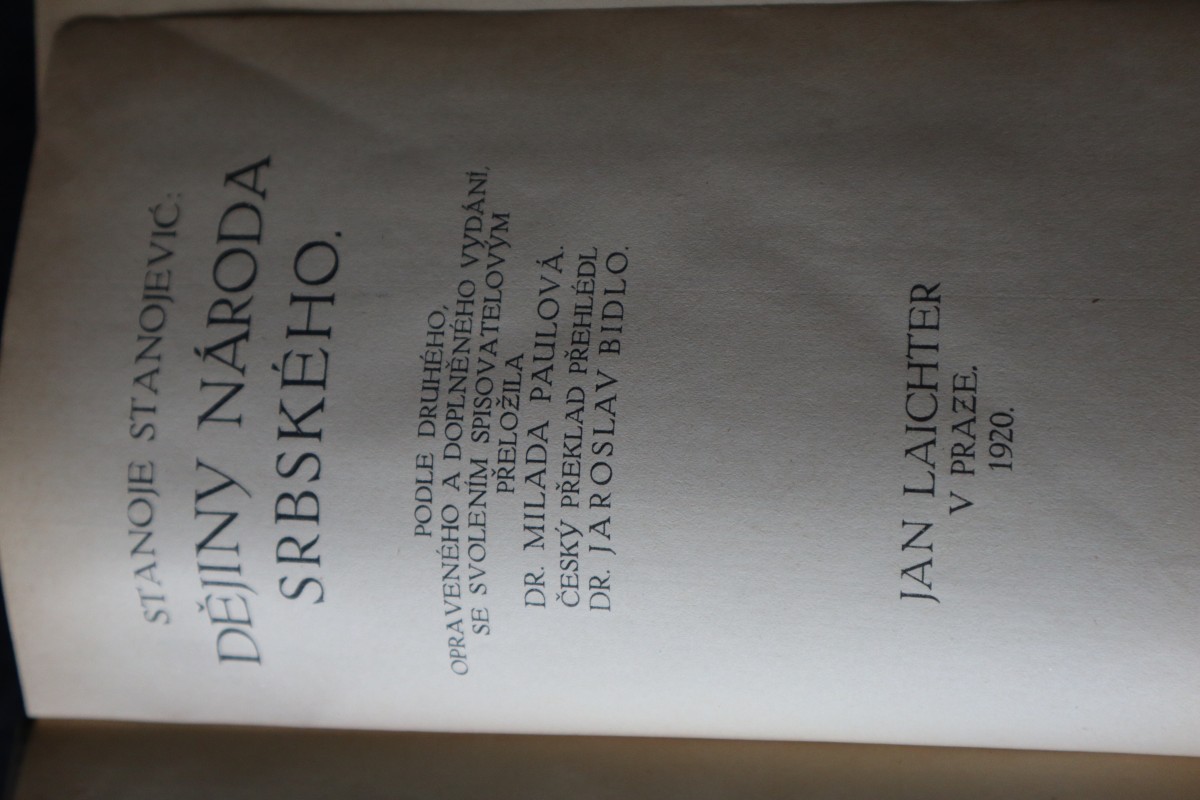 STANOJE STANOJEVIĆ:
DĚJINY NÁRODA
SRBSKÉHO.
PODLE DRUHÉHO,
OPRAVENÉHO A DOPLNĚNÉHO VYDÁNÍ,
SE SVOLENÍM SPISOVATELOVÝM
PŘELOŽILA
DR. MILADA PAULOVÁ.
ČESKÝ PŘEKLAD PŘEHLÉDL
DR. JAROSLAV BIDLO.
JAN LAICHTER
V PRAZE.
1920.